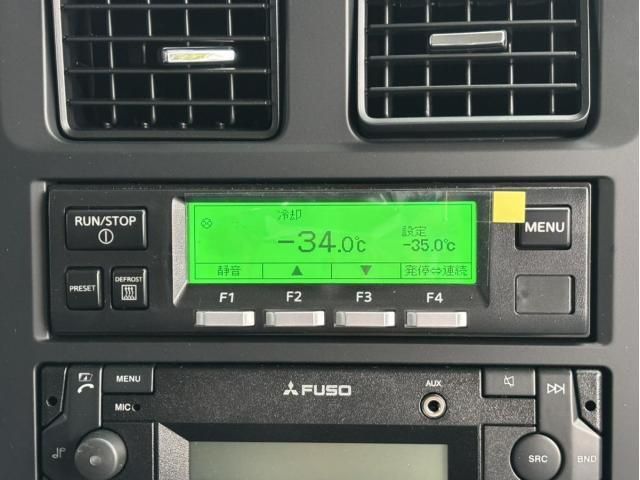 RUN/STOP
冷却
-34.0℃
設定
-35.0℃
MENU
静音 ▲ ▼ 発停⇔連続
PRESET
DEFROST
F1 F2 F3 F4
MENU
MIC
FUSO
AUX
SRC
BND